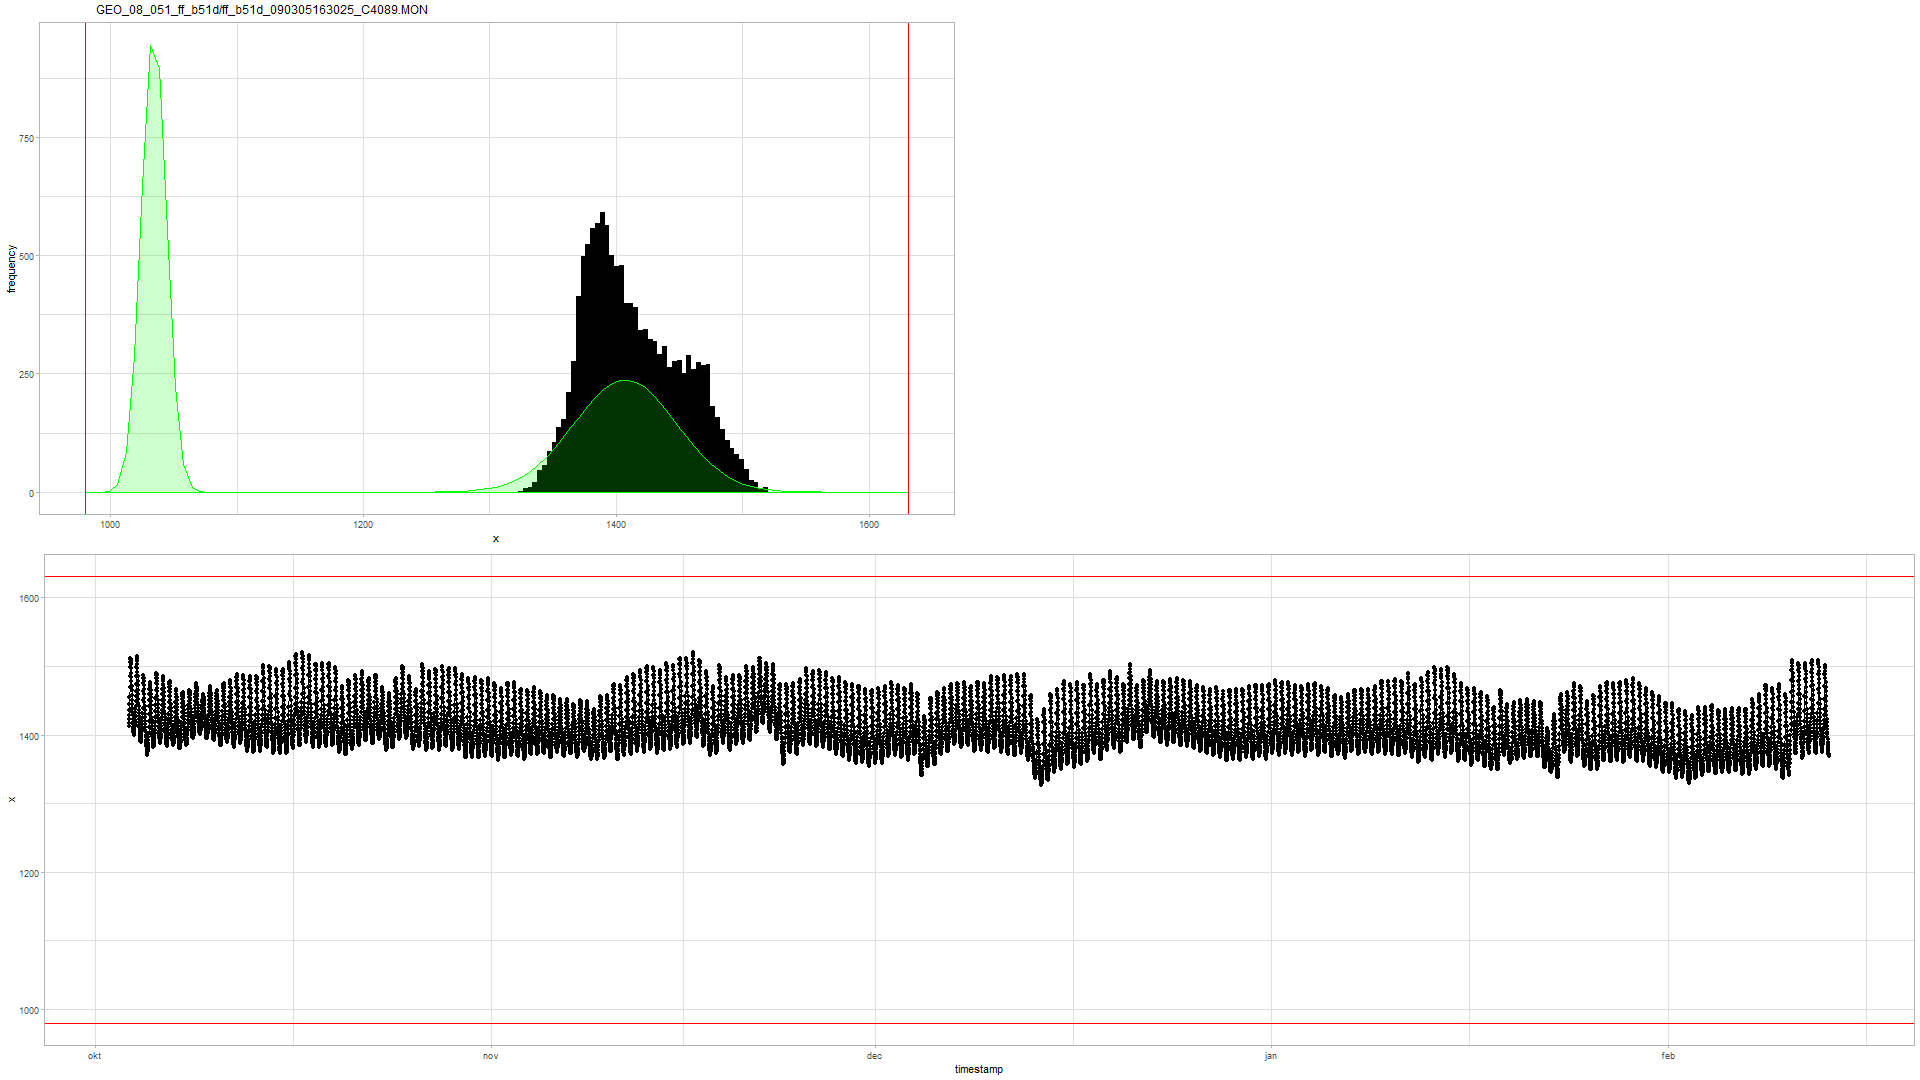 GEO_08_051_ff_b51d/ff_b51d_090305163025_C4089.MON
frequency
750
500
250
0
1000 1200 1400 1600
x
x
1600
1400
1200
1000
okt nov dec jan feb
timestamp